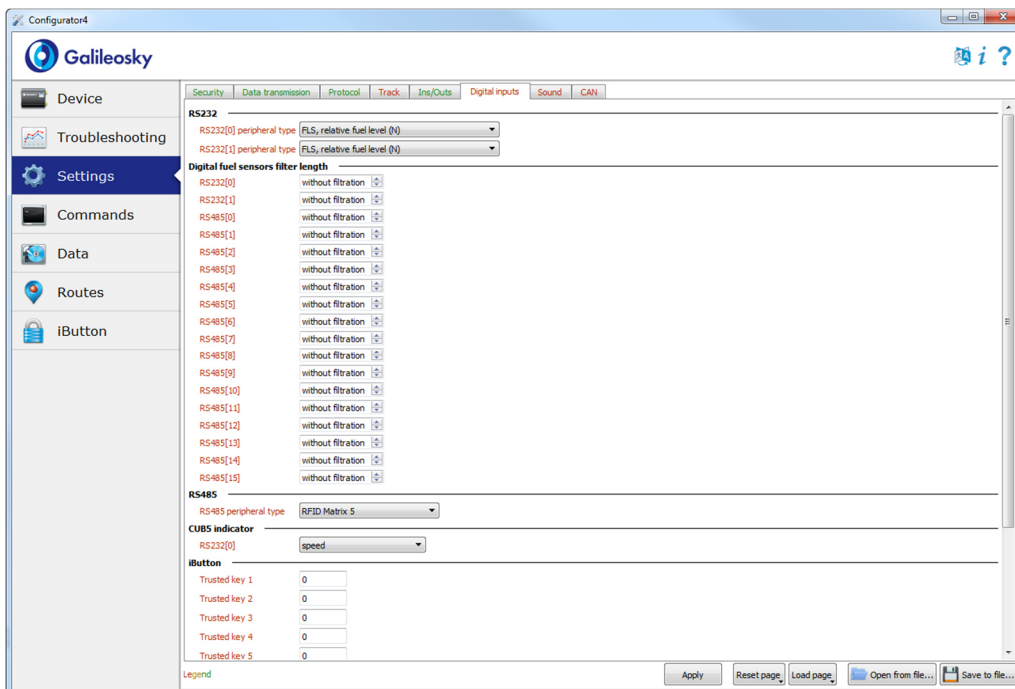 Configurator4
Galileosky
Device
Troubleshooting
Settings
Commands
Data
Routes
iButton
Security Data transmission Protocol Track Ins/Outs Digital inputs Sound CAN
RS232
RS232[0] peripheral type FLS, relative fuel level (N)
RS232[1] peripheral type FLS, relative fuel level (N)
Digital fuel sensors filter length
RS232[0] without filtration
RS232[1] without filtration
RS485[0] without filtration
RS485[1] without filtration
RS485[2] without filtration
RS485[3] without filtration
RS485[4] without filtration
RS485[5] without filtration
RS485[6] without filtration
RS485[7] without filtration
RS485[8] without filtration
RS485[9] without filtration
RS485[10] without filtration
RS485[11] without filtration
RS485[12] without filtration
RS485[13] without filtration
RS485[14] without filtration
RS485[15] without filtration
RS485
RS485 peripheral type RFID Matrix 5
CUB5 indicator
RS232[0] speed
iButton
Trusted key 1 0
Trusted key 2 0
Trusted key 3 0
Trusted key 4 0
Trusted key 5 0
Legend Apply Reset page Load page Open from file... Save to file...